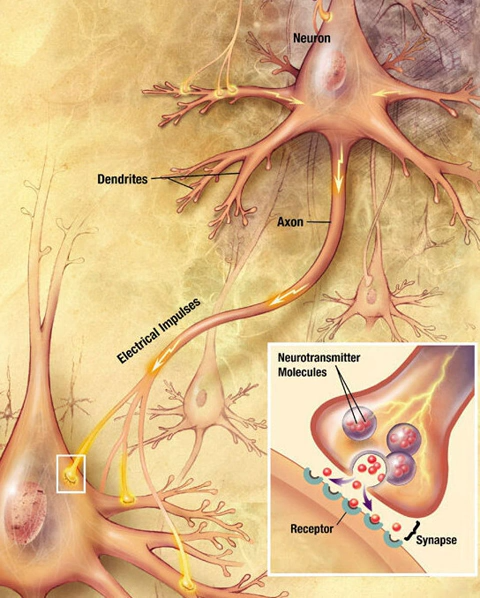 Neuron
Dendrites
Axon
Electrical Impulses
Neurotransmitter
Molecules
Receptor
Synapse